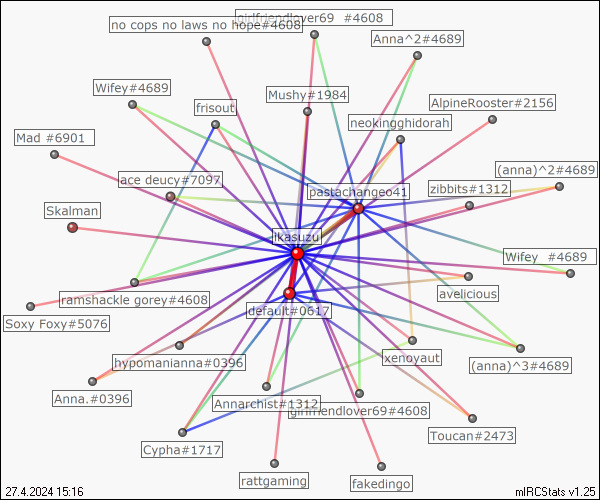 girlfriendlover69 #4608
no cops no laws no hope#4608
Anna^2#4689
Wifey#4689
Mushy#1984
AlpineRooster#2156
frisout
neokingghidorah
Mad #6901
(anna)^2#4689
ace deucy#7097
pastachangeo41
zibbits#1312
Skalman
ikasuzu
Wifey #4689
avelicious
ramshackle gorey#4608
default#0617
Soxy Foxy#5076
xenoyaut
hypomanianna#0396
(anna)^3#4689
Anna.#0396
Annarchist#1312
girlfriendlover69#4608
Toucan#2473
Cypha#1717
rattgaming
fakedingo
27.4.2024 15:16
mIRCStats v1.25